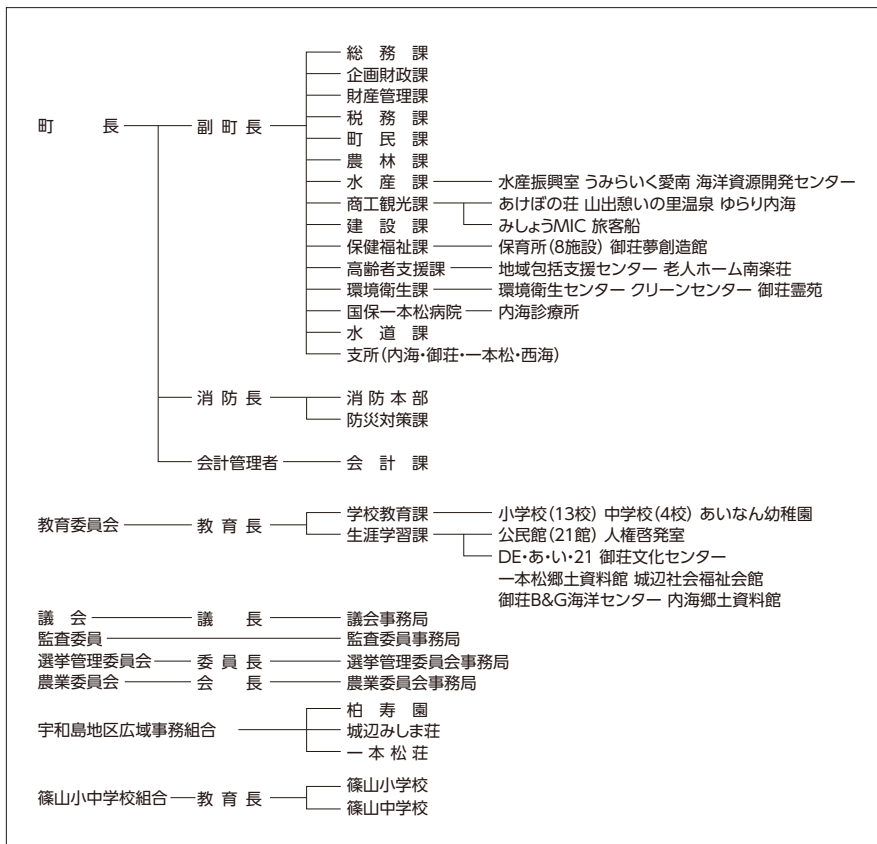 総務課
企画財政課
財産管理課
町長 副町長 税務課
町民課
農林課
水産課 水産振興室 うみらいく愛南 海洋資源開発センター
商工観光課 あけぼの荘 山出憩いの里温泉 ゆらり内海
建設課 みしょうMIC 旅客船
保健福祉課 保育所(8施設) 御荘夢創造館
高齢者支援課 地域包括支援センター 老人ホーム南楽荘
環境衛生課 環境衛生センター クリーンセンター 御荘霊苑
国保一本松病院 内海診療所
水道課
支所(内海・御荘・一本松・西海)
消防長 消防本部
防災対策課
会計管理者 会計課
教育委員会 教育長 学校教育課 小学校(13校) 中学校(4校) あいなん幼稚園
生涯学習課 公民館(21館) 人権啓発室
DE・あ・い・21 御荘文化センター
一本松郷土資料館 城辺社会福祉会館
御荘B&G海洋センター 内海郷土資料館
議会 議長 議会事務局
監査委員 監査委員事務局
選挙管理委員会 委員長 選挙管理委員会事務局
農業委員会 会長 農業委員会事務局
柏寿園
宇和島地区広域事務組合 城辺みしま荘
一本松荘
篠山小中学校組合 教育長 篠山小学校
篠山中学校